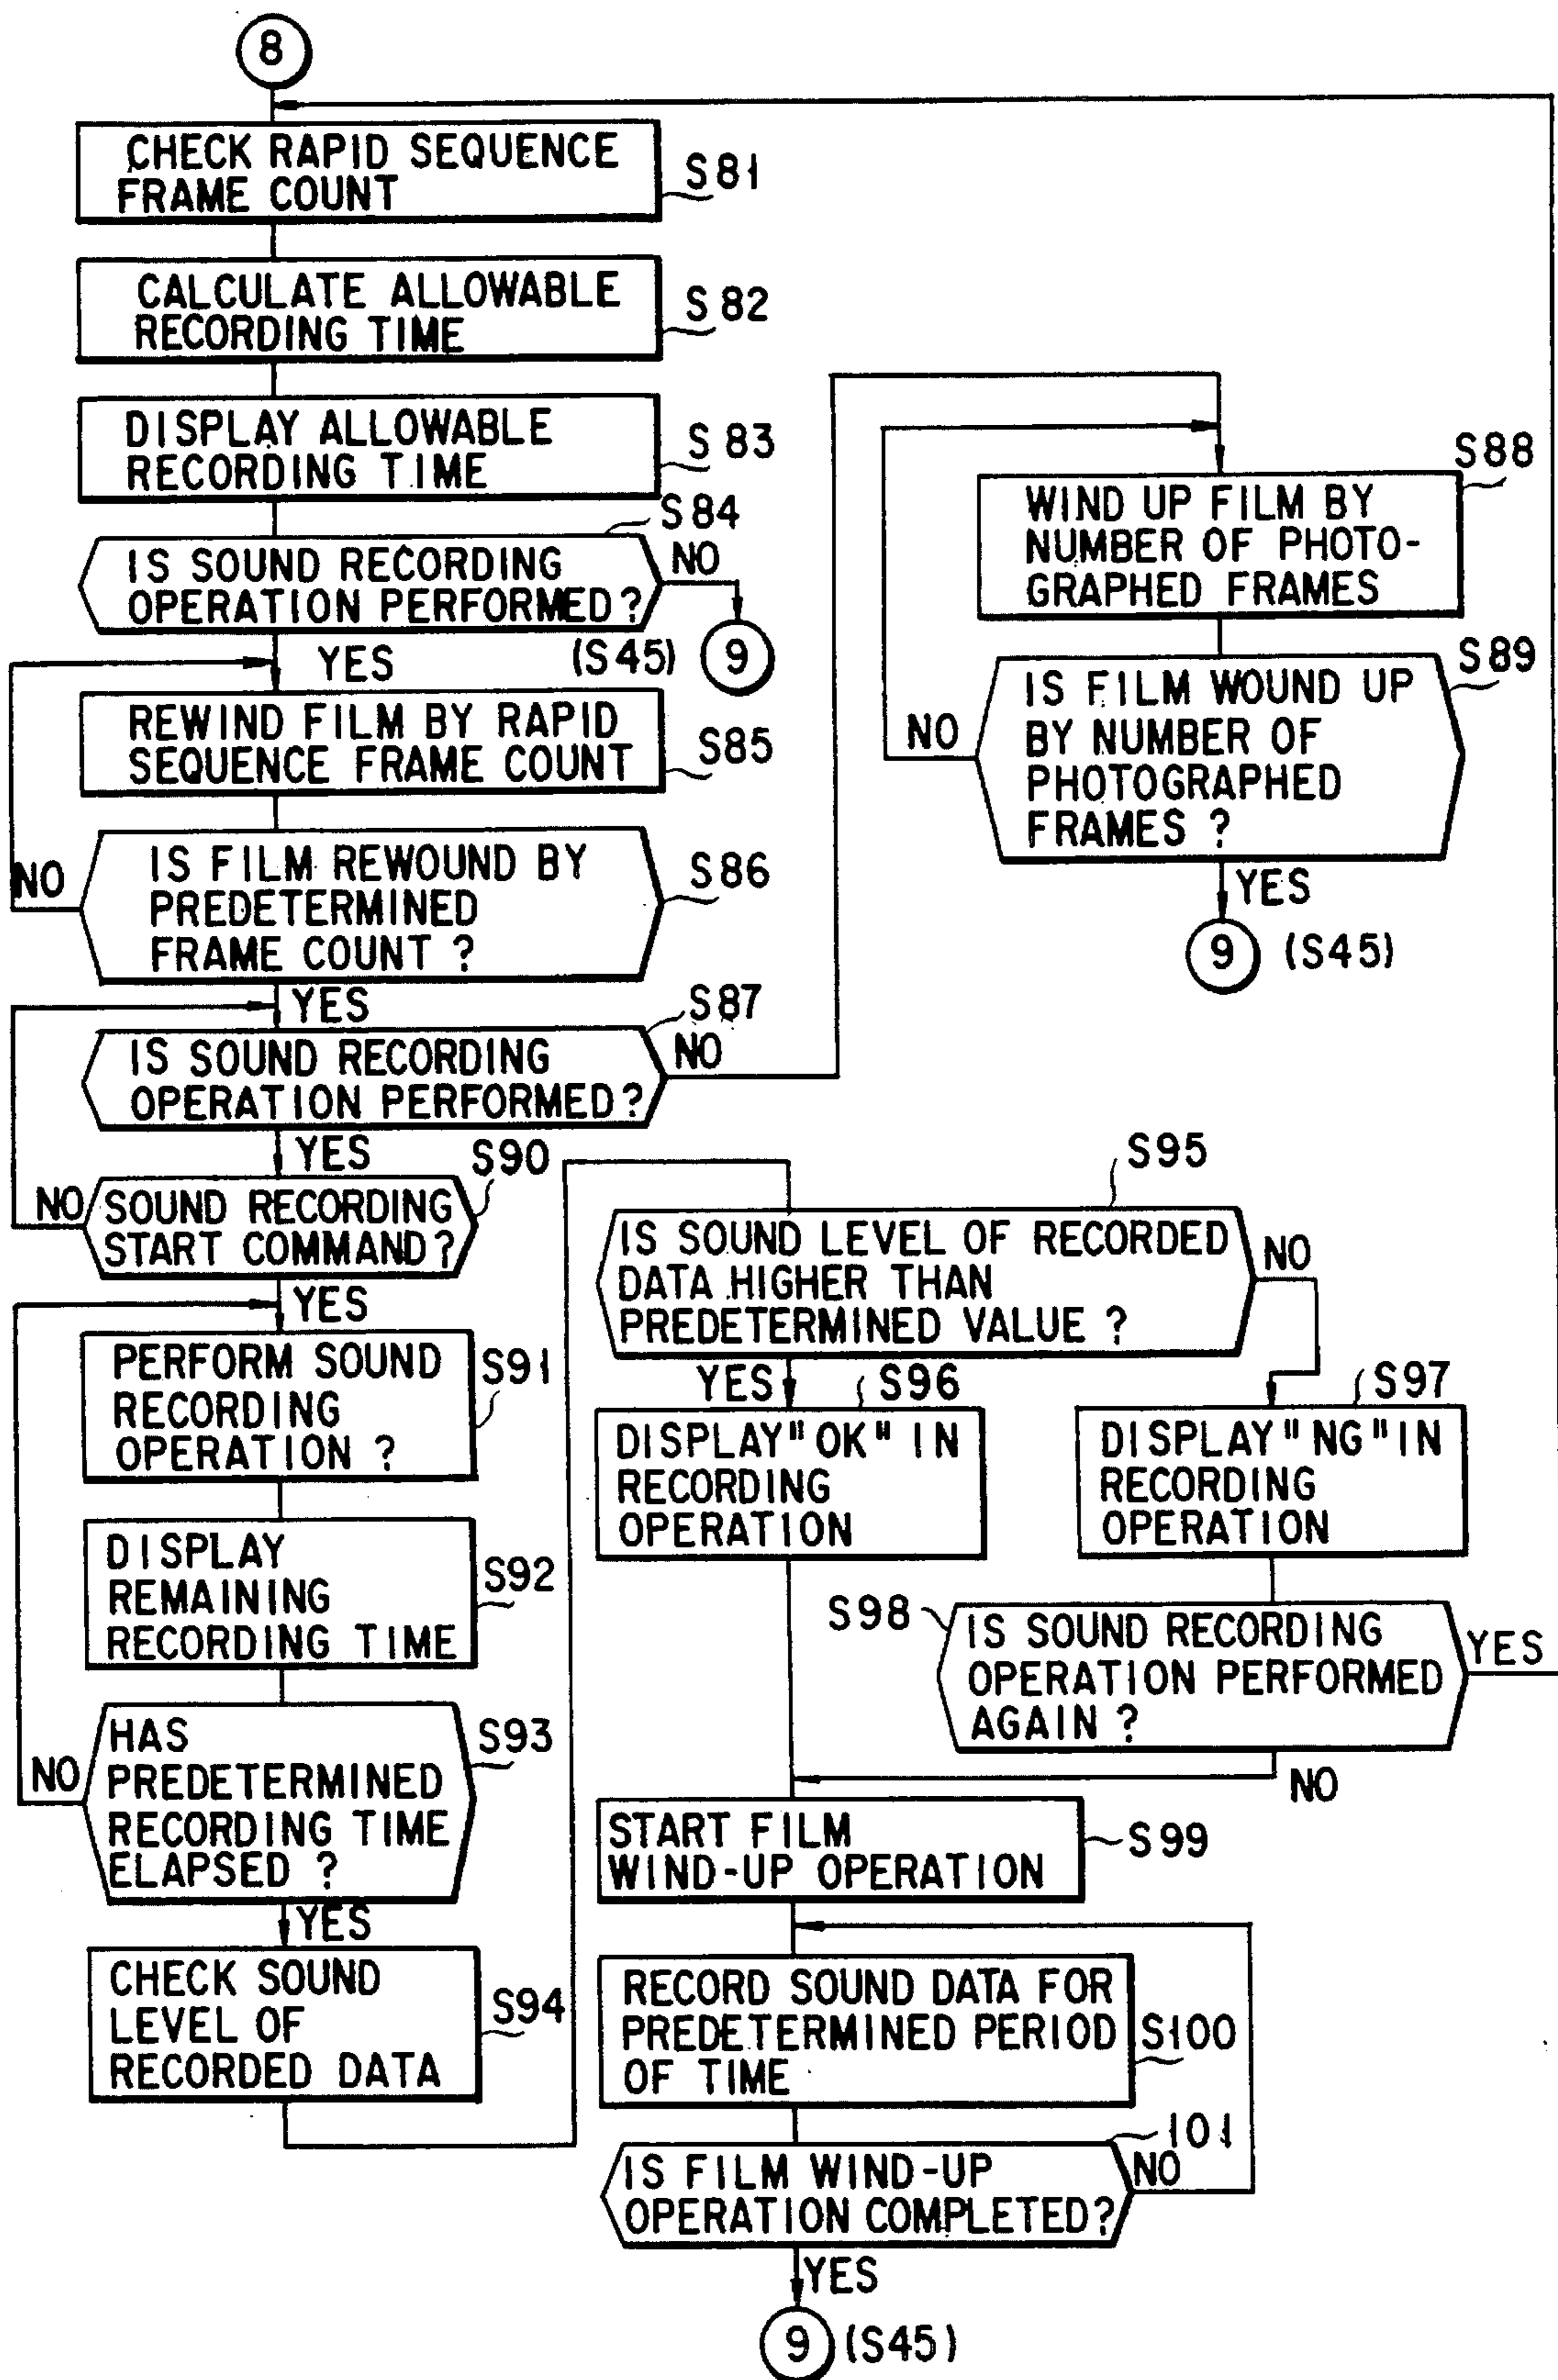 8
CHECK RAPID SEQUENCE
FRAME COUNT
S81
CALCULATE ALLOWABLE
RECORDING TIME
S82
DISPLAY ALLOWABLE
RECORDING TIME
S83
S84
IS SOUND RECORDING
OPERATION PERFORMED?
NO
(S45) 9
YES
REWIND FILM BY RAPID
SEQUENCE FRAME COUNT
S85
IS FILM REWOUND BY
PREDETERMINED
FRAME COUNT ?
S86
NO
YES
S87
IS SOUND RECORDING
OPERATION PERFORMED?
NO
YES
S88
WIND UP FILM BY
NUMBER OF PHOTO-
GRAPHED FRAMES
S89
IS FILM WOUND UP
BY NUMBER OF
PHOTOGRAPHED
FRAMES ?
NO
YES
9 (S45)
S90
SOUND RECORDING
START COMMAND?
NO
YES
PERFORM SOUND
RECORDING
OPERATION ?
S91
DISPLAY
REMAINING
RECORDING TIME
S92
HAS
PREDETERMINED
RECORDING TIME
ELAPSED ?
S93
NO
YES
CHECK SOUND
LEVEL OF
RECORDED DATA
S94
S95
IS SOUND LEVEL OF RECORDED
DATA HIGHER THAN
PREDETERMINED VALUE ?
NO
YES
S96
DISPLAY "OK" IN
RECORDING
OPERATION
S97
DISPLAY "NG" IN
RECORDING
OPERATION
S98
IS SOUND RECORDING
OPERATION PERFORMED
AGAIN ?
YES
NO
START FILM
WIND-UP OPERATION
S99
RECORD SOUND DATA FOR
PREDETERMINED PERIOD
OF TIME
S100
101
IS FILM WIND-UP
OPERATION COMPLETED?
NO
YES
9 (S45)